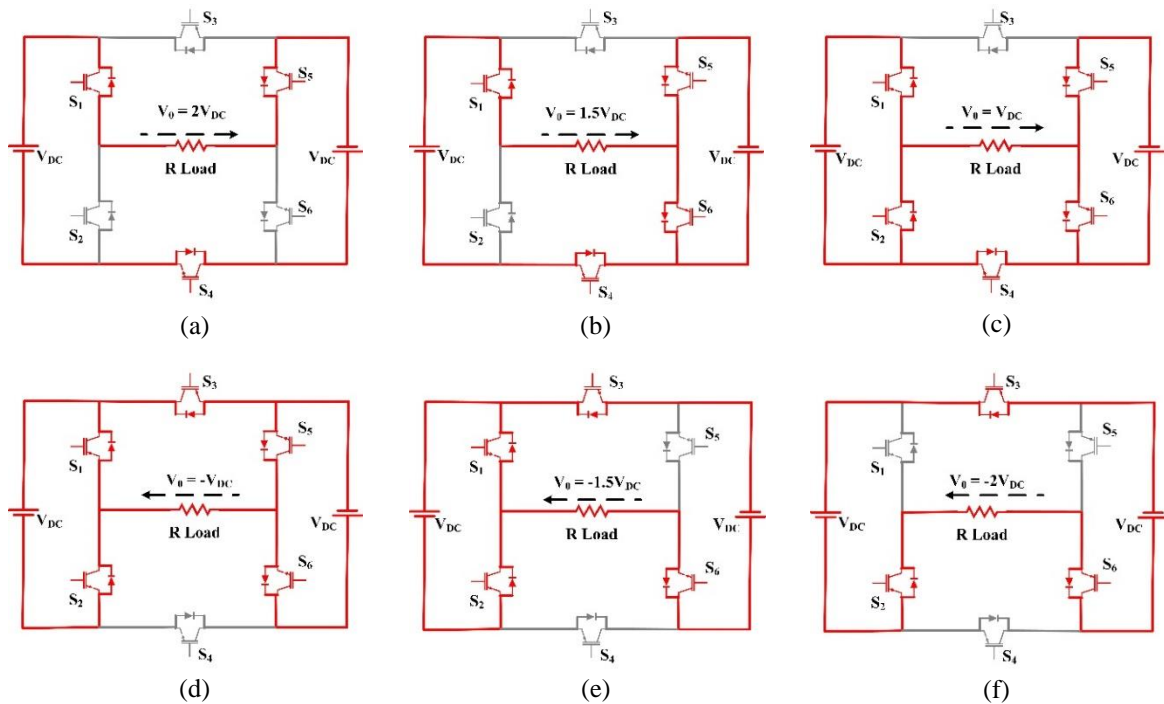 S3
S1
S5
V0 = 2VDC
VDC
R Load
VDC
S2
S6
S4
(a)
S3
S1
S5
V0 = 1.5VDC
VDC
R Load
VDC
S2
S6
S4
(b)
S3
S1
S5
V0 = VDC
VDC
R Load
VDC
S2
S6
S4
(c)
S3
S1
S5
V0 = -VDC
VDC
R Load
VDC
S2
S6
S4
(d)
S3
S1
S5
V0 = -1.5VDC
VDC
R Load
VDC
S2
S6
S4
(e)
S3
S1
S5
V0 = -2VDC
VDC
R Load
VDC
S2
S6
S4
(f)